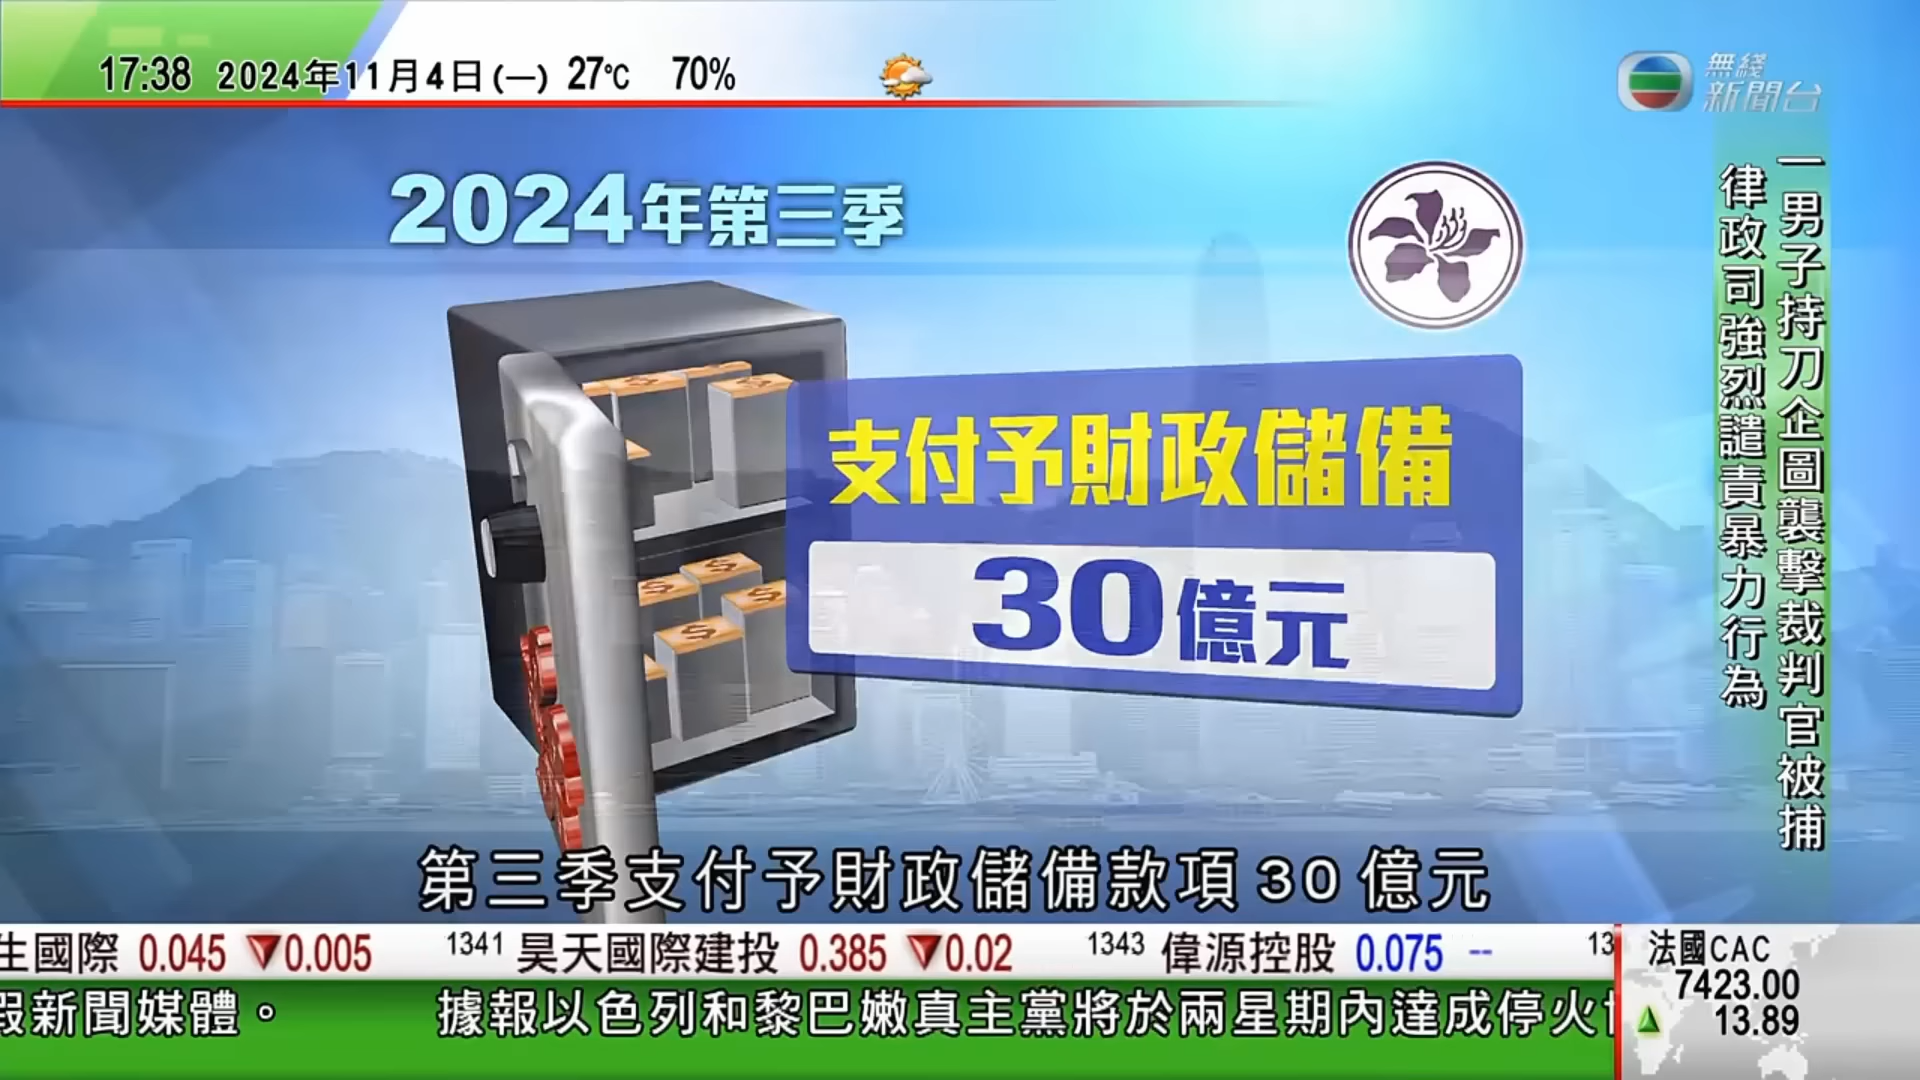 17:38 2024年11月4日(一) 27℃ 70%
無綫
新聞台
2024年第三季
支付予財政儲備
30億元
一男子持刀企圖襲擊裁判官被捕
律政司強烈譴責暴力行為
第三季支付予財政儲備款項30億元
生國際 0.045 ▼0.005 1341 昊天國際建投 0.385 ▼0.02 1343 偉源控股 0.075 -- 13
法國CAC
7423.00
▲ 13.89
假新聞媒體。 據報以色列和黎巴嫩真主黨將於兩星期內達成停火